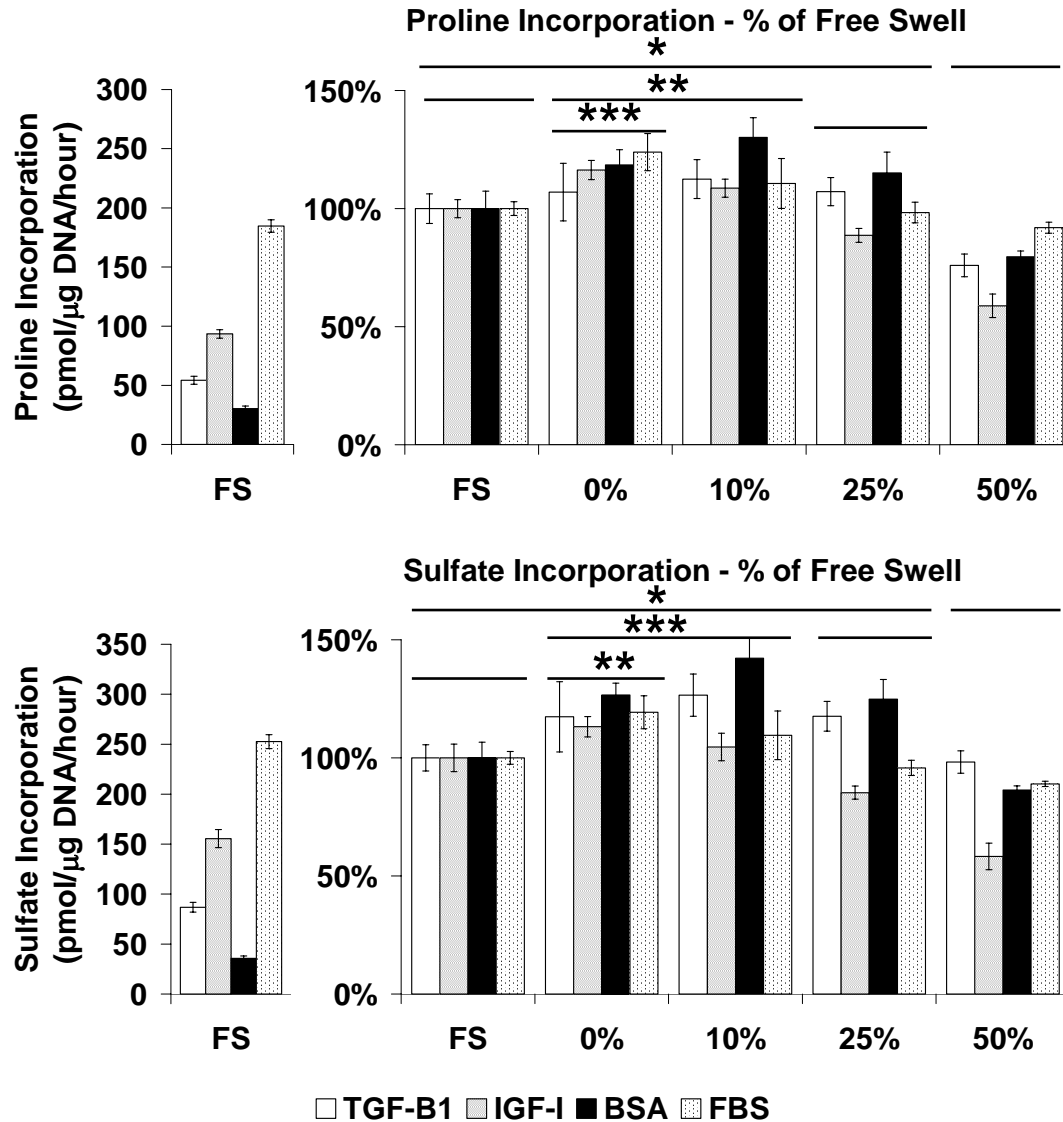 Proline Incorporation - % of Free Swell
*
**
***
Proline Incorporation
(pmol/μg DNA/hour)
300
250
200
150
100
50
0
FS
150%
100%
50%
0%
FS 0% 10% 25% 50%
Sulfate Incorporation - % of Free Swell
*
***
**
Sulfate Incorporation
(pmol/μg DNA/hour)
350
300
250
200
150
100
50
0
FS
150%
100%
50%
0%
FS 0% 10% 25% 50%
TGF-B1 IGF-I BSA FBS